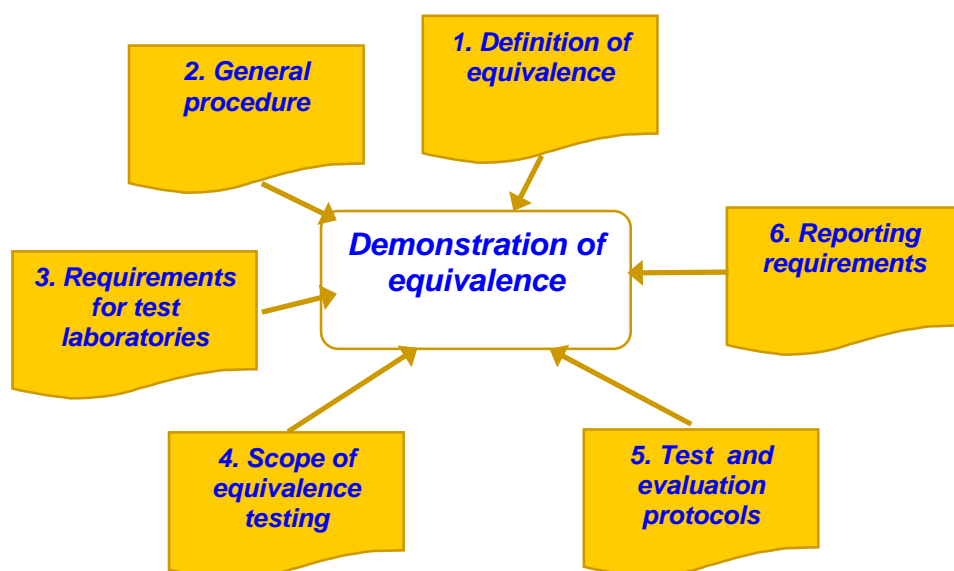 1. Definition of
equivalence
2. General
procedure
Demonstration of
equivalence
3. Requirements
for test
laboratories
4. Scope of
equivalence
testing
5. Test and
evaluation
protocols
6. Reporting
requirements